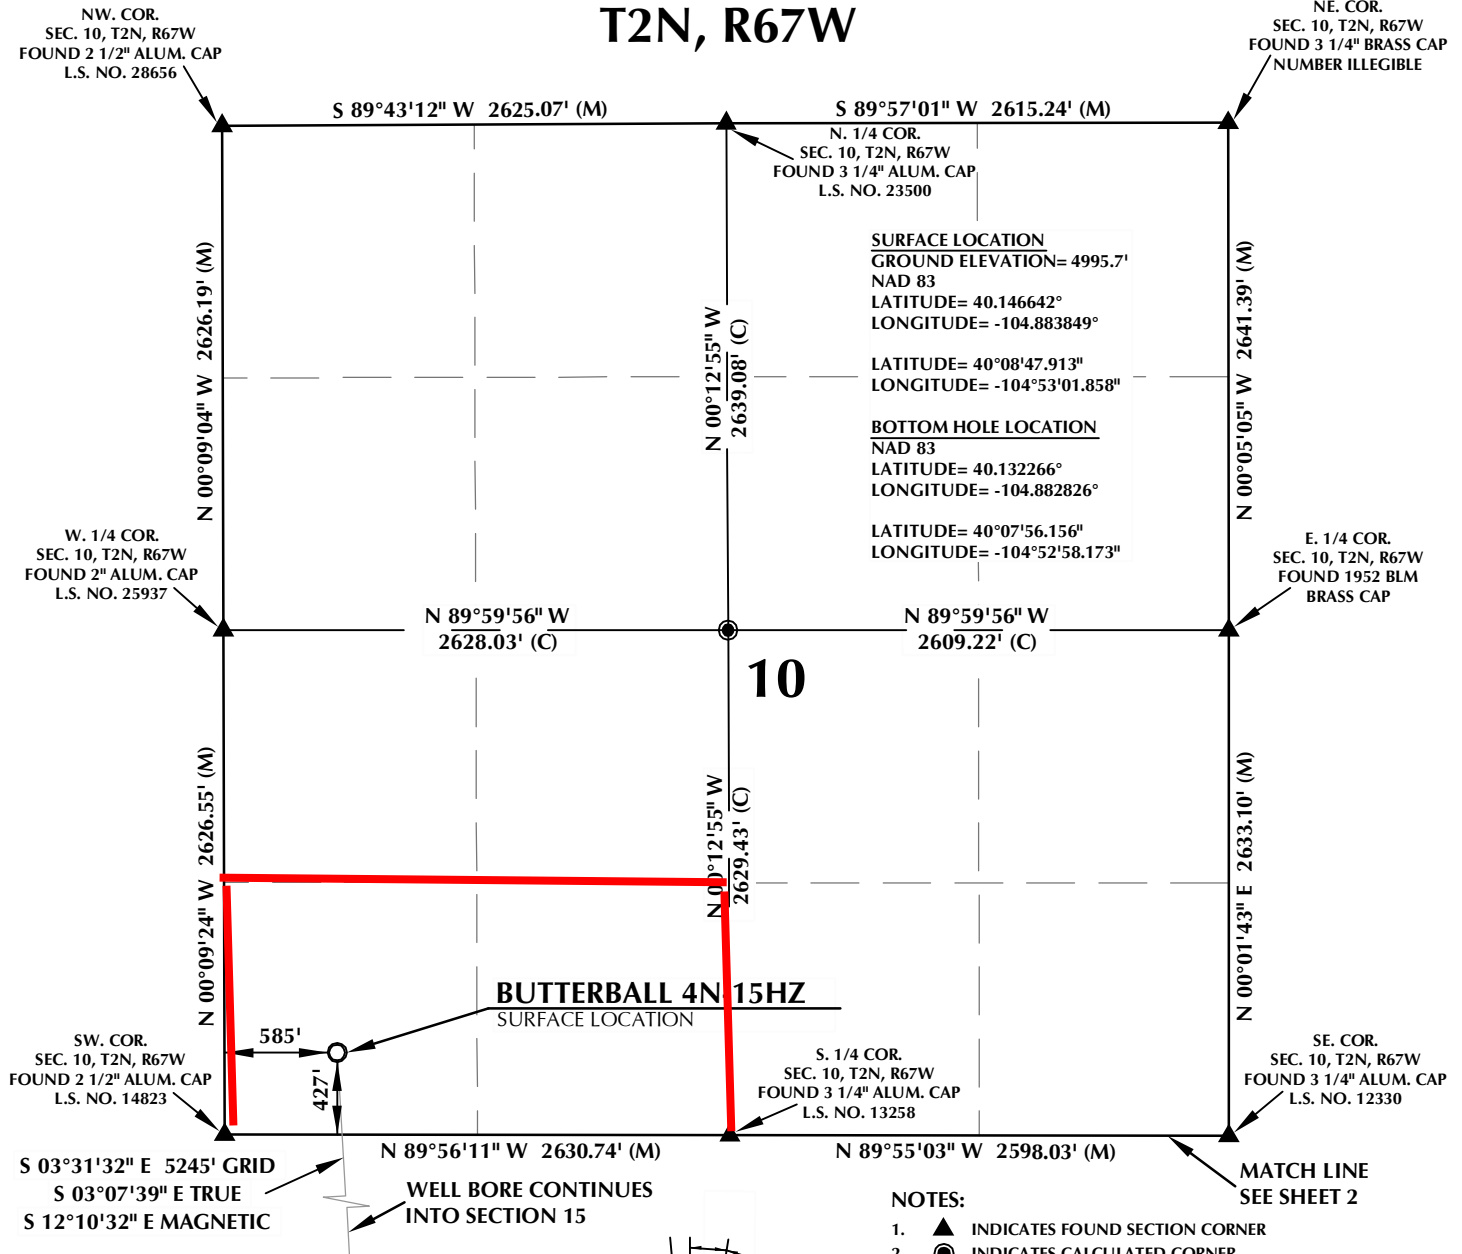 T2N, R67W
NW. COR.
SEC. 10, T2N, R67W
FOUND 2 1/2" ALUM. CAP
L.S. NO. 28656
NE. COR.
SEC. 10, T2N, R67W
FOUND 3 1/4" BRASS CAP
NUMBER ILLEGIBLE
S 89°43'12" W 2625.07' (M)
S 89°57'01" W 2615.24' (M)
N. 1/4 COR.
SEC. 10, T2N, R67W
FOUND 3 1/4" ALUM. CAP
L.S. NO. 23500
SURFACE LOCATION
GROUND ELEVATION= 4995.7'
NAD 83
LATITUDE= 40.146642°
LONGITUDE= -104.883849°
LATITUDE= 40°08'47.913"
LONGITUDE= -104°53'01.858"
BOTTOM HOLE LOCATION
NAD 83
LATITUDE= 40.132266°
LONGITUDE= -104.882826°
LATITUDE= 40°07'56.156"
LONGITUDE= -104°52'58.173"
N 00°09'04" W 2626.19' (M)
N 00°12'55" W
2639.08' (C)
N 00°05'05" W 2641.39' (M)
W. 1/4 COR.
SEC. 10, T2N, R67W
FOUND 2" ALUM. CAP
L.S. NO. 25937
E. 1/4 COR.
SEC. 10, T2N, R67W
FOUND 1952 BLM
BRASS CAP
N 89°59'56" W
2628.03' (C)
N 89°59'56" W
2609.22' (C)
10
N 00°09'24" W 2626.55' (M)
N 00°12'55" W
2629.43' (C)
N 00°01'43" E 2633.10' (M)
BUTTERBALL 4N-15HZ
SURFACE LOCATION
585'
427'
SW. COR.
SEC. 10, T2N, R67W
FOUND 2 1/2" ALUM. CAP
L.S. NO. 14823
S. 1/4 COR.
SEC. 10, T2N, R67W
FOUND 3 1/4" ALUM. CAP
L.S. NO. 13258
SE. COR.
SEC. 10, T2N, R67W
FOUND 3 1/4" ALUM. CAP
L.S. NO. 12330
N 89°56'11" W 2630.74' (M)
N 89°55'03" W 2598.03' (M)
S 03°31'32" E 5245' GRID
S 03°07'39" E TRUE
S 12°10'32" E MAGNETIC
WELL BORE CONTINUES
INTO SECTION 15
MATCH LINE
SEE SHEET 2
NOTES:
1. INDICATES FOUND SECTION CORNER
2. INDICATES CALCULATED CORNER